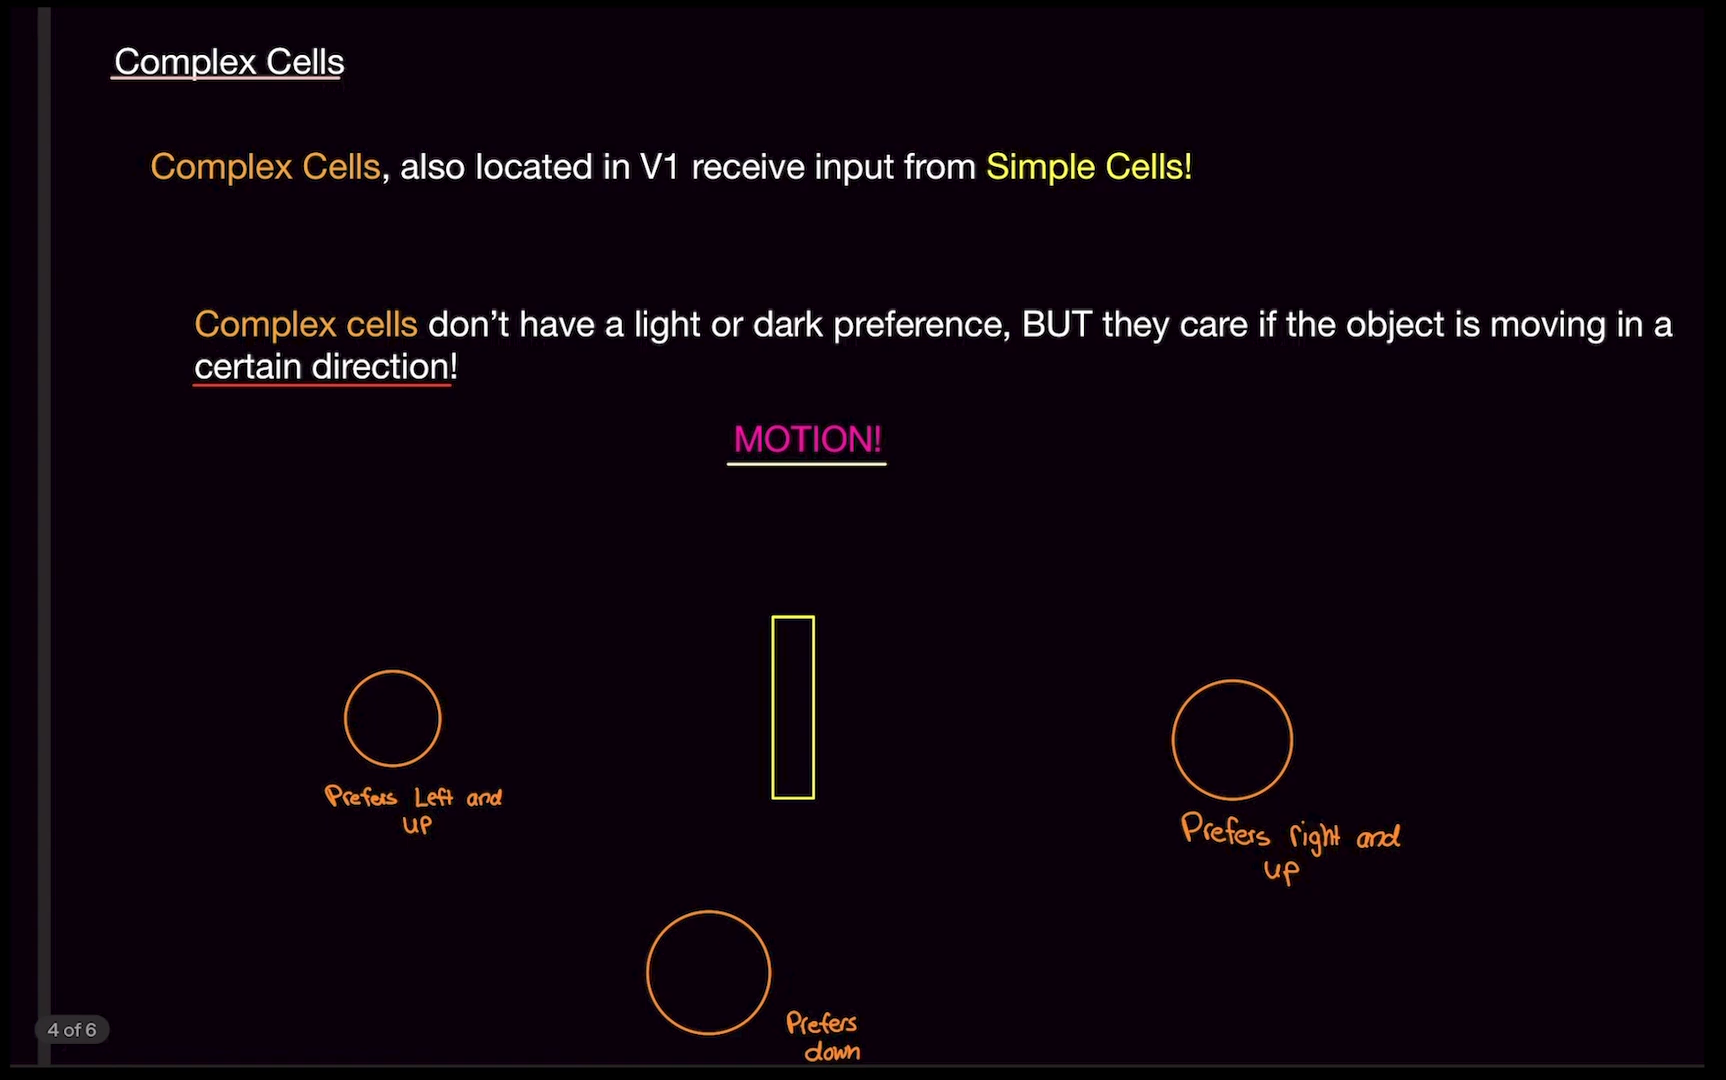 Complex Cells
Complex Cells, also located in V1 receive input from Simple Cells!
Complex cells don’t have a light or dark preference, BUT they care if the object is moving in a
certain direction!
MOTION!
Prefers Left and
up
Prefers right and
up
Prefers
down
4 of 6